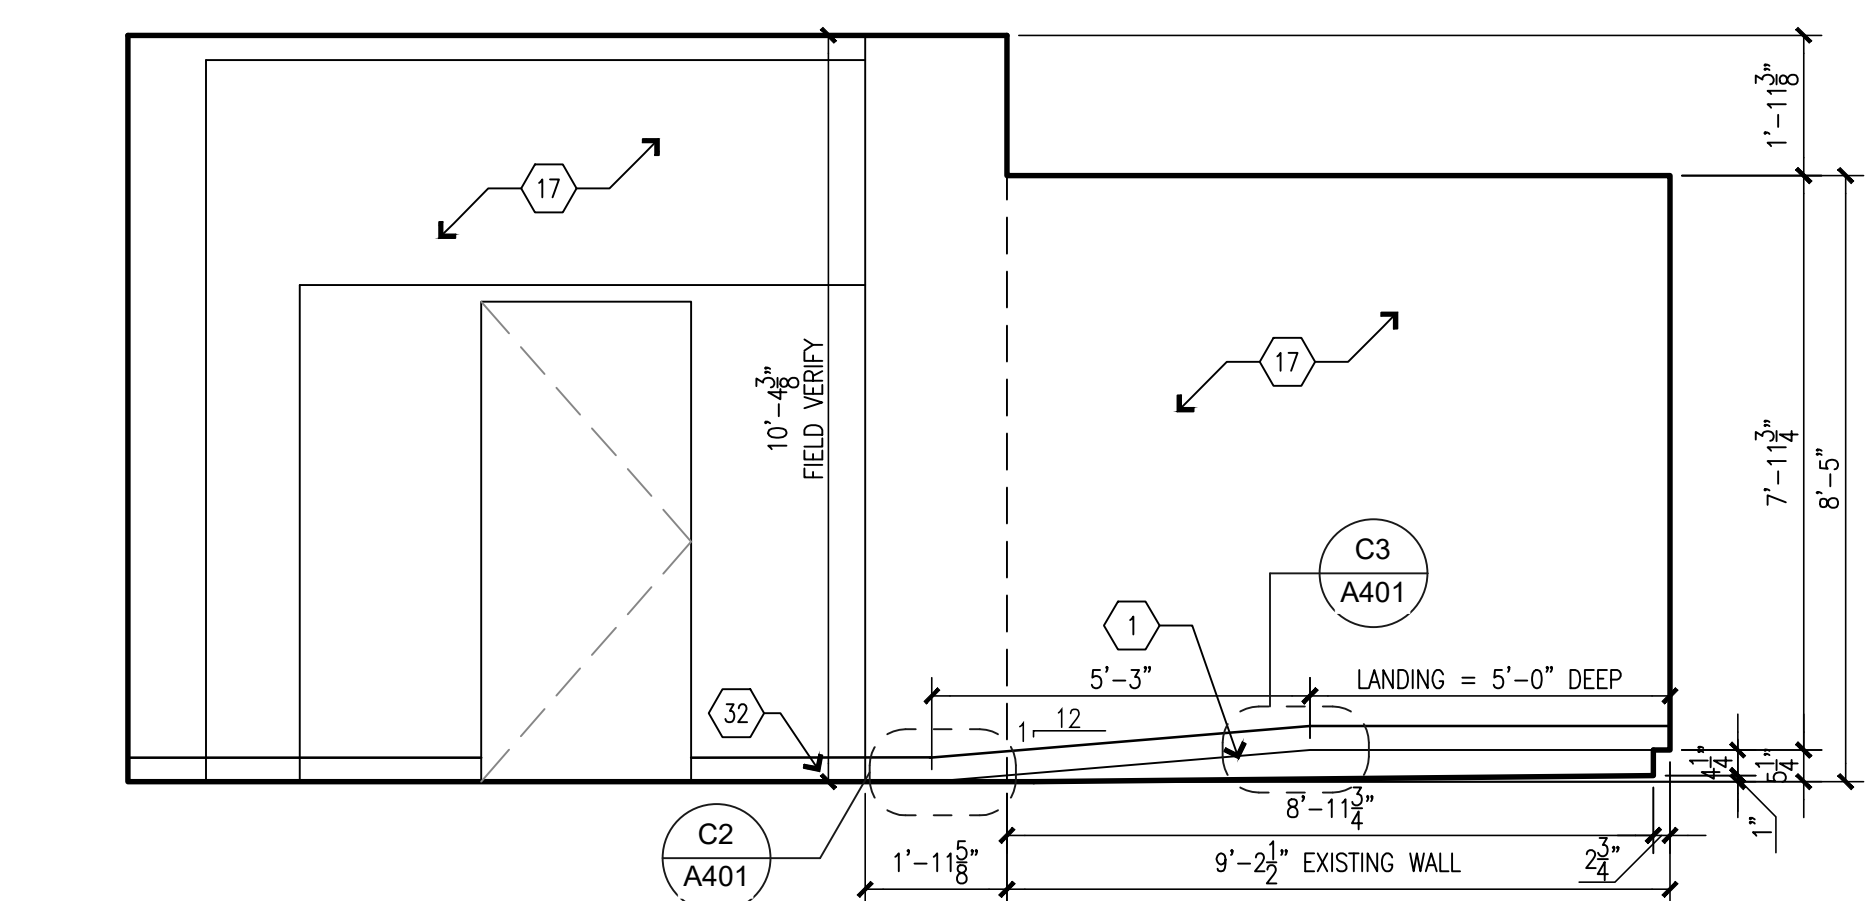 1'-11 3/8"
17
17
10'-4 3/8"
FIELD VERIFY
7'-11 3/4"
8'-5"
C3
A401
1
5'-3"
LANDING = 5'-0" DEEP
32
1
12
4 1/4"
5 1/4"
1"
8'-11 3/4"
C2
A401
1'-11 5/8"
9'-2 1/2" EXISTING WALL
2 3/4"